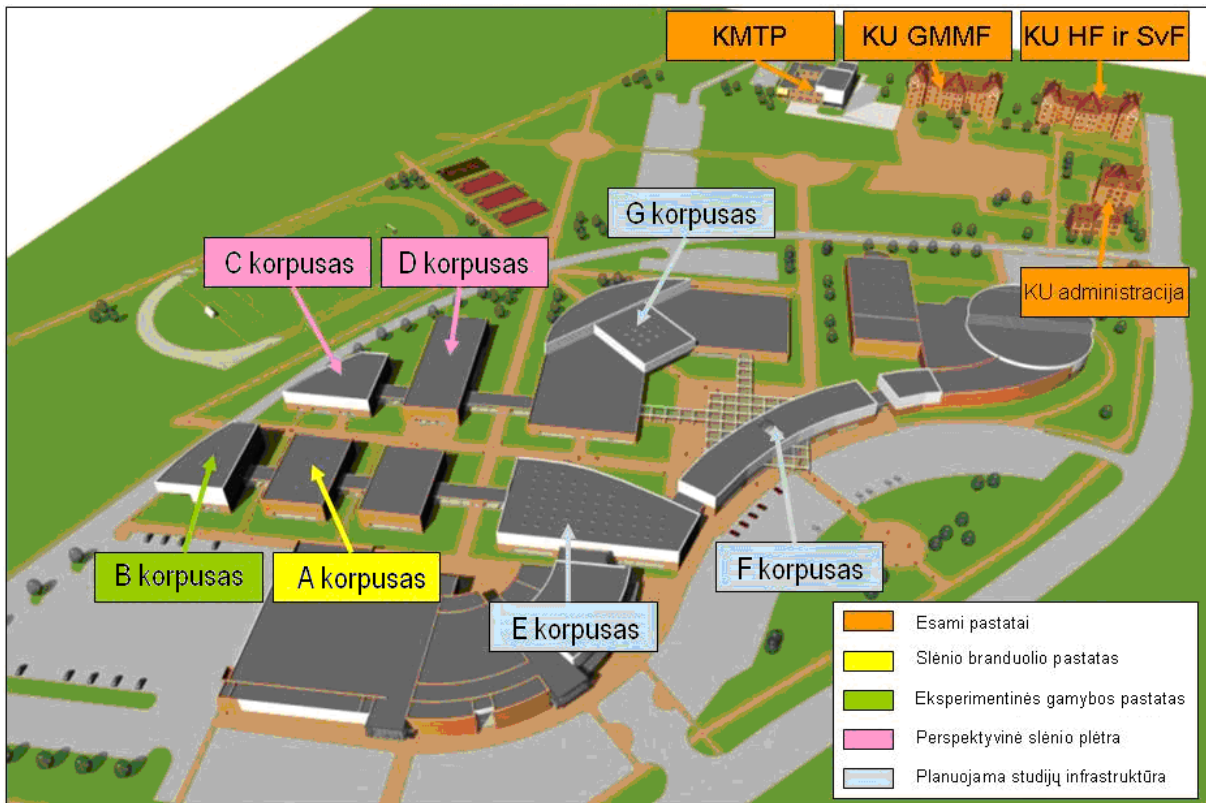 KMTP
KU GMMF
KU HF ir SvF
G korpusas
C korpusas
D korpusas
KU administracija
B korpusas
A korpusas
F korpusas
E korpusas
Esami pastatai
Slėnio branduolio pastatas
Eksperimentinės gamybos pastatas
Perspektyvinė slėnio plėtra
Planuojama studijų infrastruktūra